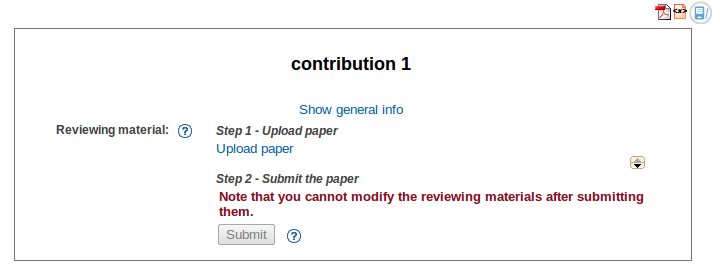 contribution 1
Show general info
Reviewing material:
Step 1 - Upload paper
Upload paper
Step 2 - Submit the paper
Note that you cannot modify the reviewing materials after submitting
them.
Submit